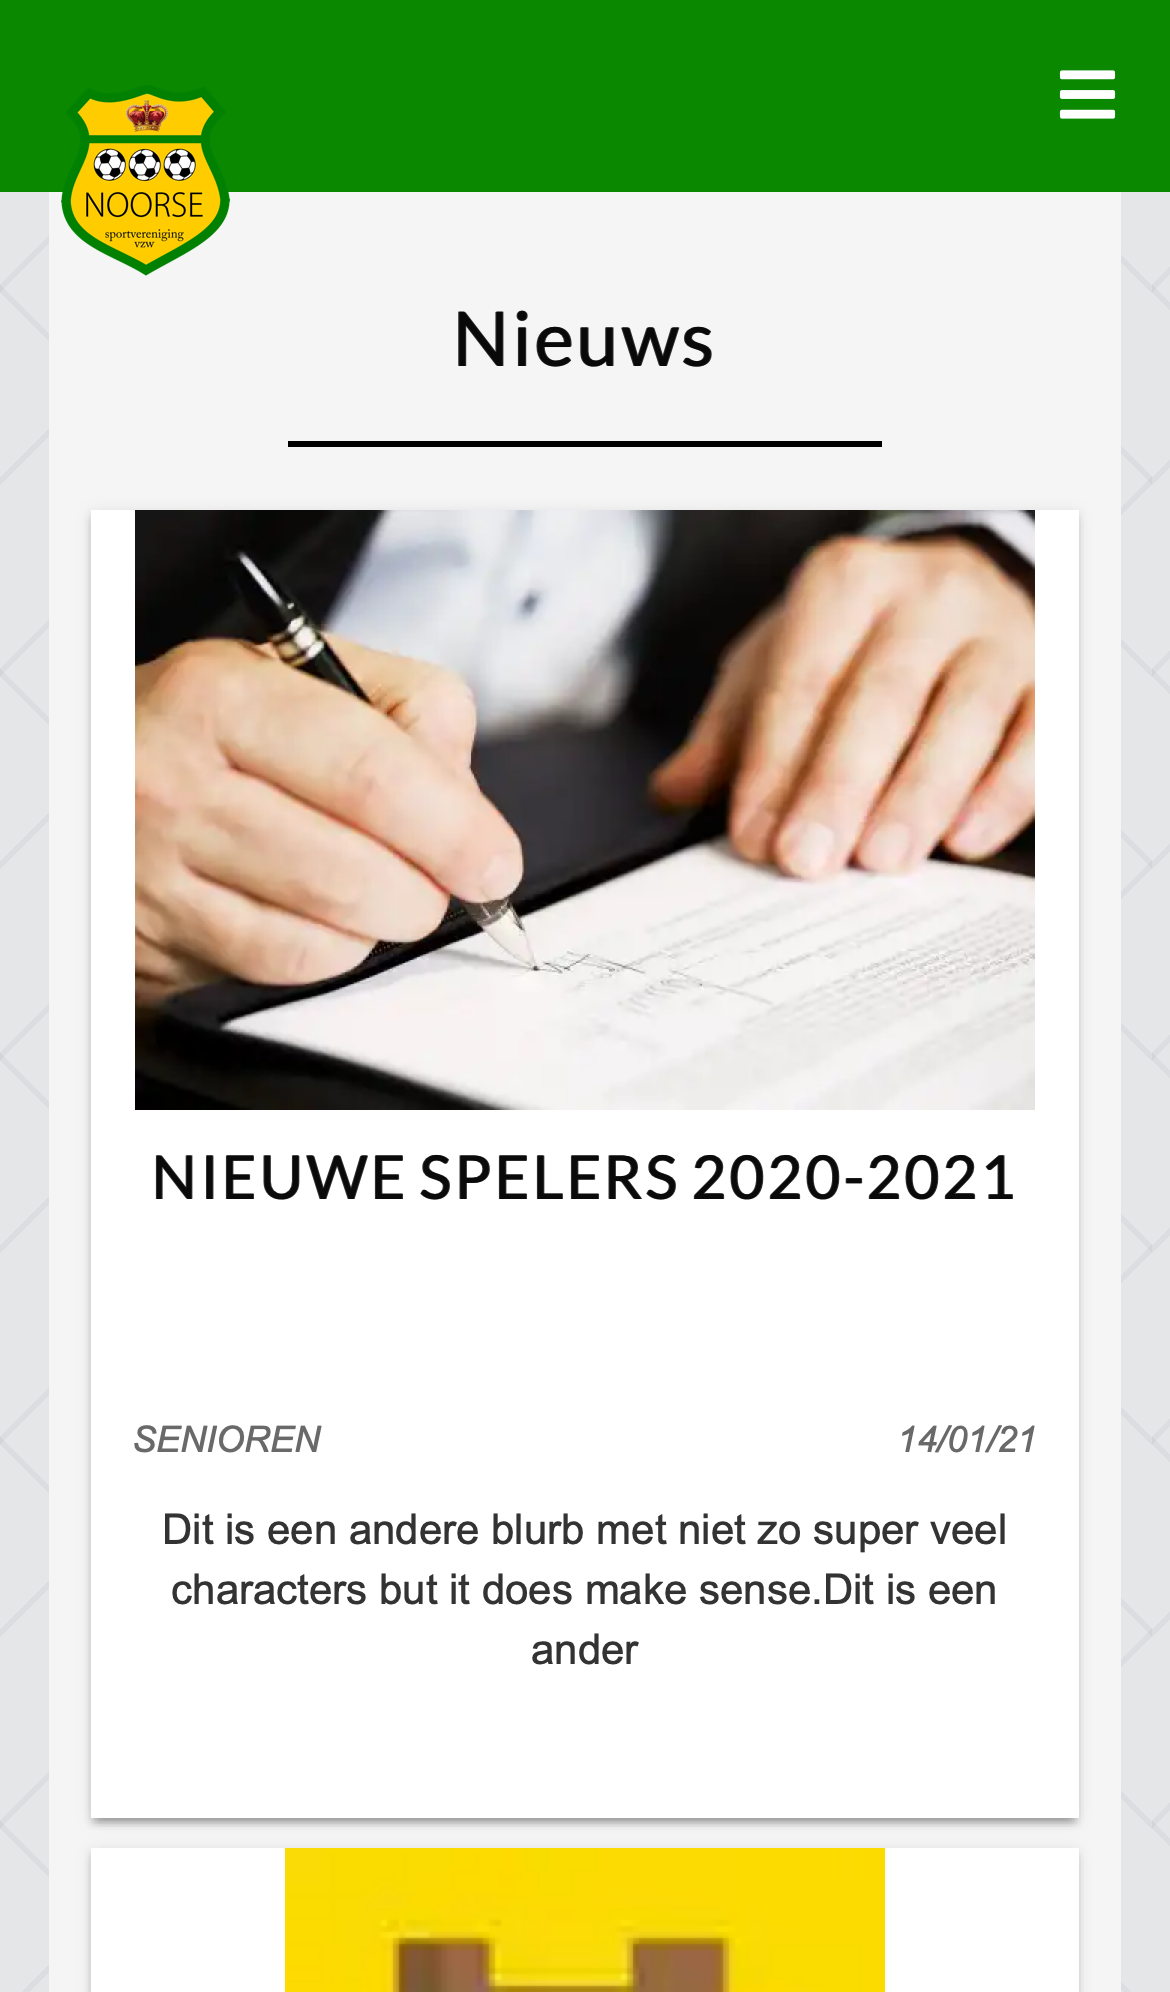 NOORSE
sportvereniging
vzw
Nieuws
NIEUWE SPELERS 2020-2021
SENIOREN 14/01/21
Dit is een andere blurb met niet zo super veel
characters but it does make sense.Dit is een
ander